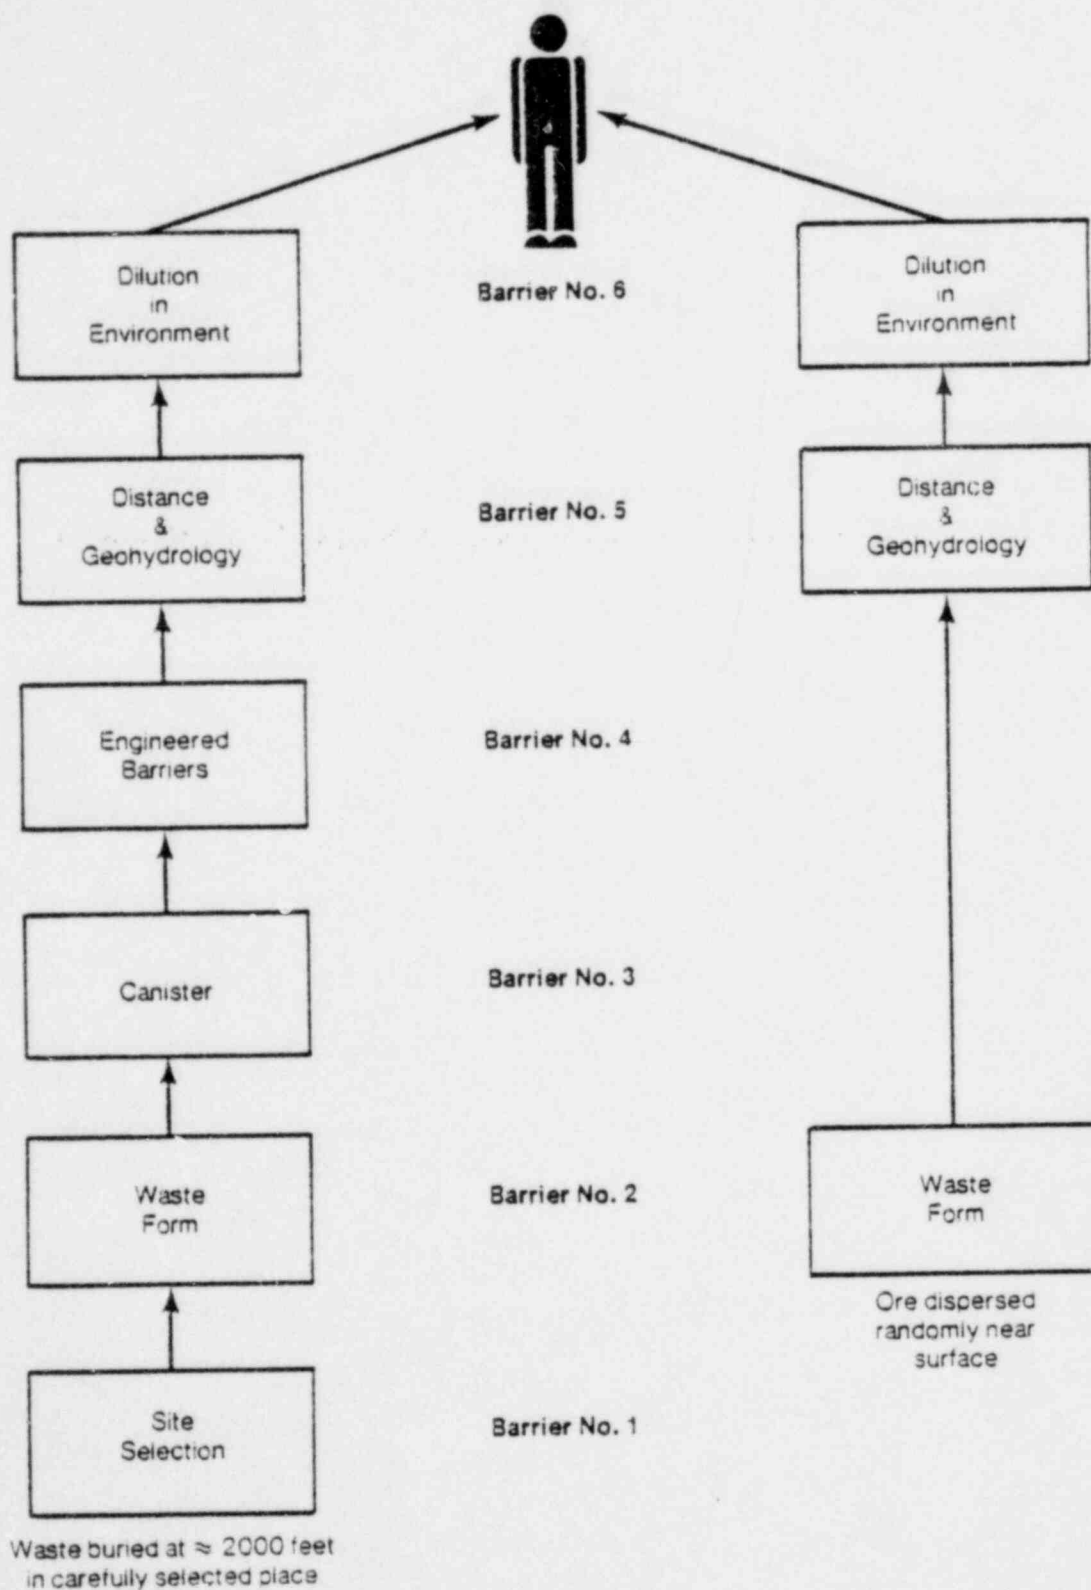 Dilution
in
Environment
Barrier No. 6
Dilution
in
Environment
Distance
&
Geohydrology
Barrier No. 5
Distance
&
Geohydrology
Engineered
Barriers
Barrier No. 4
Canister
Barrier No. 3
Waste
Form
Barrier No. 2
Waste
Form
Ore dispersed
randomly near
surface
Site
Selection
Barrier No. 1
Waste buried at ≈ 2000 feet
in carefully selected place